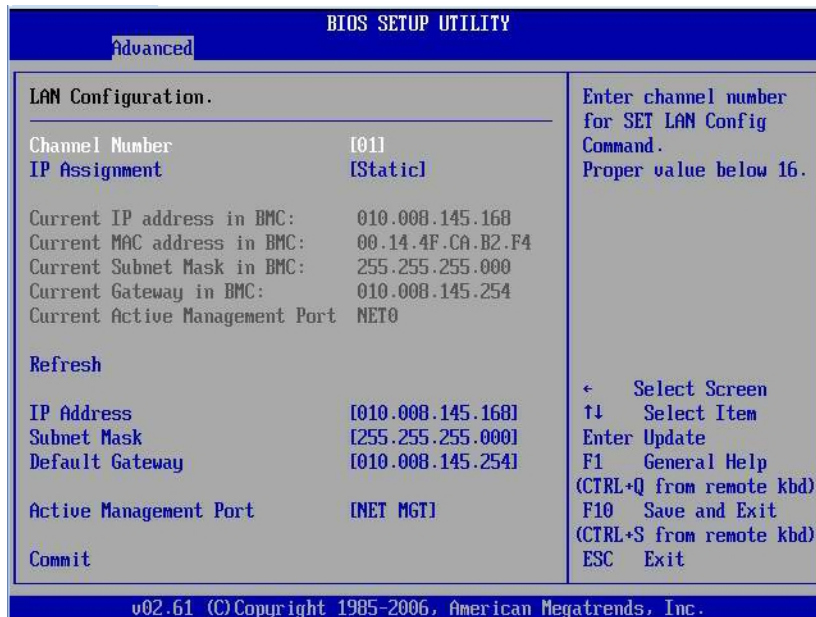 BIOS SETUP UTILITY
Advanced
LAN Configuration.
Channel Number [01]
IP Assignment [Static]
Current IP address in BMC: 010.008.145.168
Current MAC address in BMC: 00.14.4F.CA.B2.F4
Current Subnet Mask in BMC: 255.255.255.000
Current Gateway in BMC: 010.008.145.254
Current Active Management Port NET0
Refresh
IP Address [010.008.145.168]
Subnet Mask [255.255.255.000]
Default Gateway [010.008.145.254]
Active Management Port [NET MGT]
Commit
Enter channel number
for SET LAN Config
Command.
Proper value below 16.
← Select Screen
↑↓ Select Item
Enter Update
F1 General Help
(CTRL+Q from remote kbd)
F10 Save and Exit
(CTRL+S from remote kbd)
ESC Exit
v02.61 (C)Copyright 1985-2006, American Megatrends, Inc.